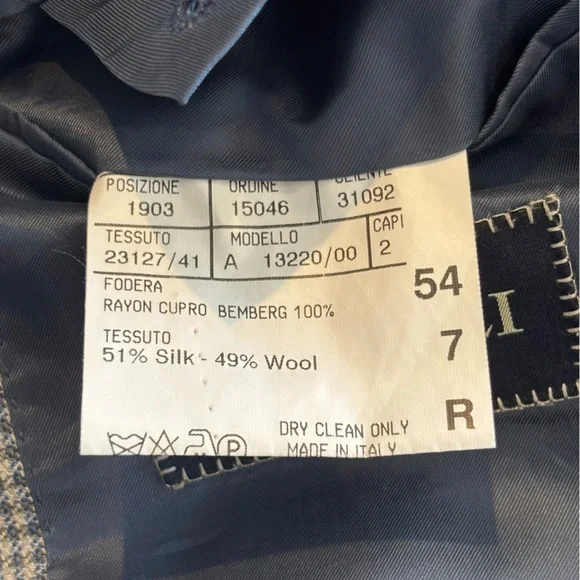 POSIZIONE ORDINE CLIENTE
1903 15046 31092
TESSUTO MODELLO CAPI
23127/41 A 13220/00 2
FODERA
RAYON CUPRO BEMBERG 100%
54
TESSUTO
51% Silk - 49% Wool
7
R
P
DRY CLEAN ONLY
MADE IN ITALY